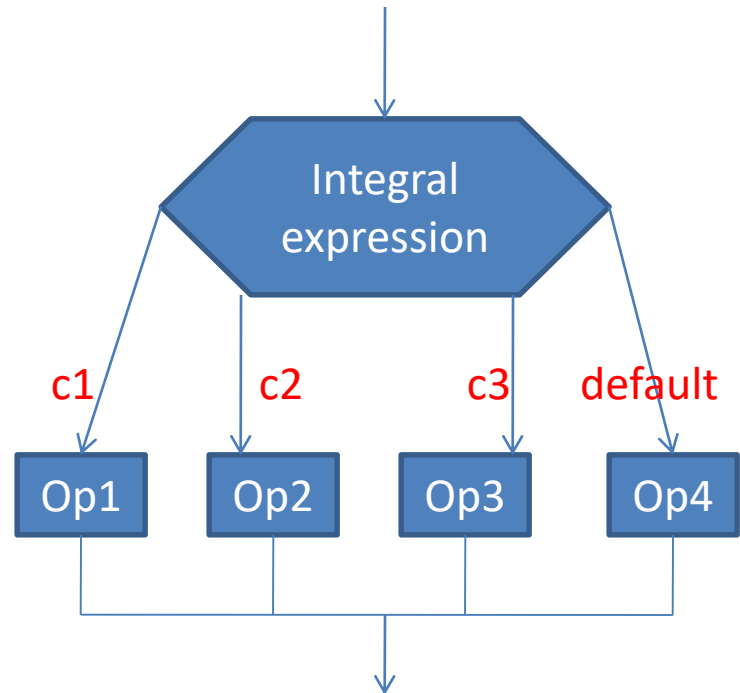 Integral
expression
c1
c2
c3
default
Op1
Op2
Op3
Op4